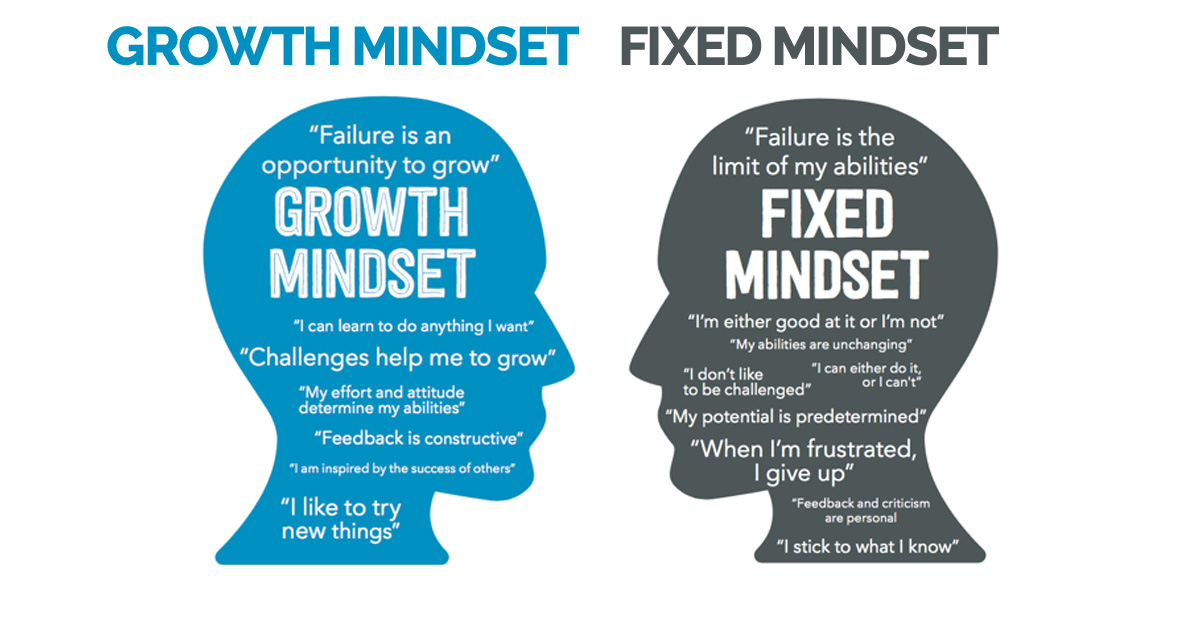 GROWTH MINDSET
FIXED MINDSET
“Failure is an
opportunity to grow”
GROWTH
MINDSET
“I can learn to do anything I want”
“Challenges help me to grow”
“My effort and attitude
determine my abilities”
“Feedback is constructive”
“I am inspired by the success of others”
“I like to try
new things”
“Failure is the
limit of my abilities”
FIXED
MINDSET
“I’m either good at it or I’m not”
“My abilities are unchanging”
“I don’t like
to be challenged”
“I can either do it,
or I can't”
“My potential is predetermined”
“When I’m frustrated,
I give up”
“Feedback and criticism
are personal
“I stick to what I know”